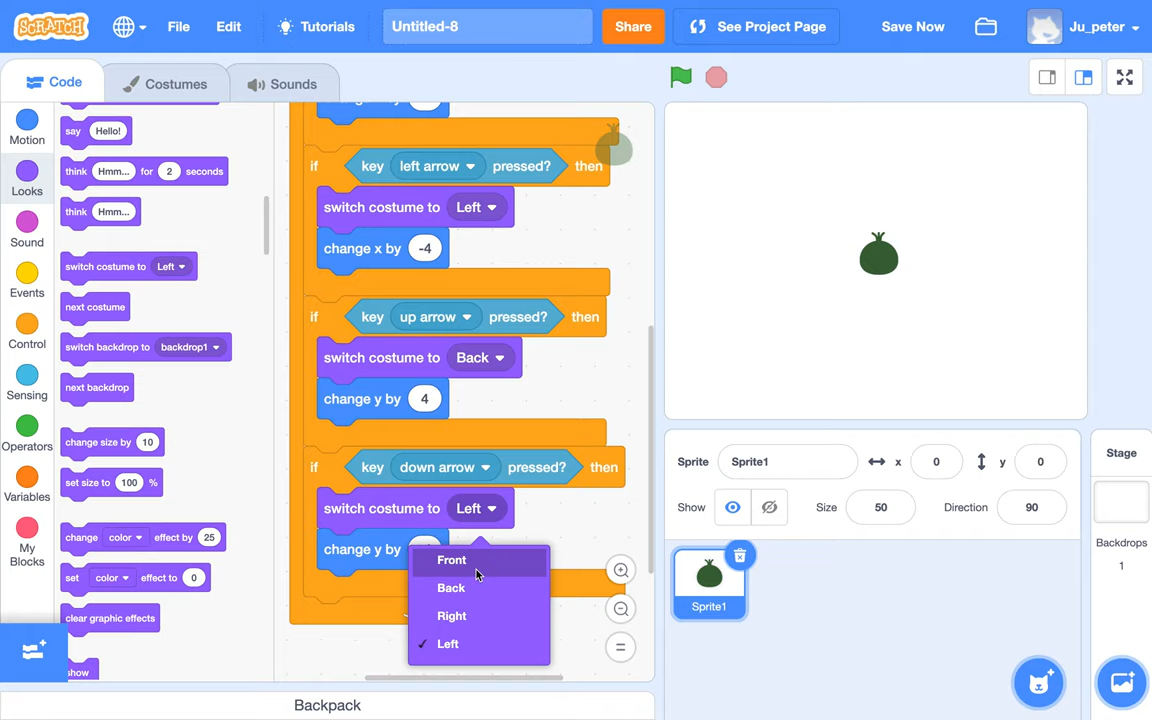 SCRATCH File Edit Tutorials Untitled-8 Share See Project Page Save Now Ju_peter
Code Costumes Sounds
Motion
Looks
Sound
Events
Control
Sensing
Operators
Variables
My
Blocks
say Hello!
think Hmm... for 2 seconds
think Hmm...
switch costume to Left
next costume
switch backdrop to backdrop1
next backdrop
change size by 10
set size to 100 %
change color effect by 25
set color effect to 0
clear graphic effects
show
if key left arrow pressed? then
switch costume to Left
change x by -4
if key up arrow pressed? then
switch costume to Back
change y by 4
if key down arrow pressed? then
switch costume to Left
change y by
Front
Back
Right
✓ Left
Backpack
Sprite Sprite1 x 0 y 0
Show Size 50 Direction 90
Sprite1
Stage
Backdrops
1